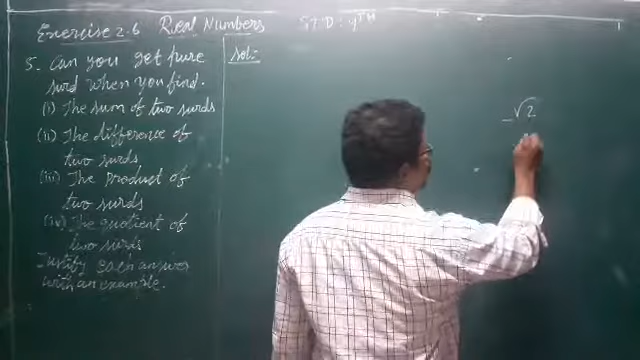 Exercise 2.6 Real Numbers STD: 9TH
5. Can you get pure
surd when you find.
(i) The sum of two surds
(ii) The difference of
two surds
(iii) The product of
two surds
(iv) The quotient of
two surds
Justify each answer
with an example.
Sol:-
-√2